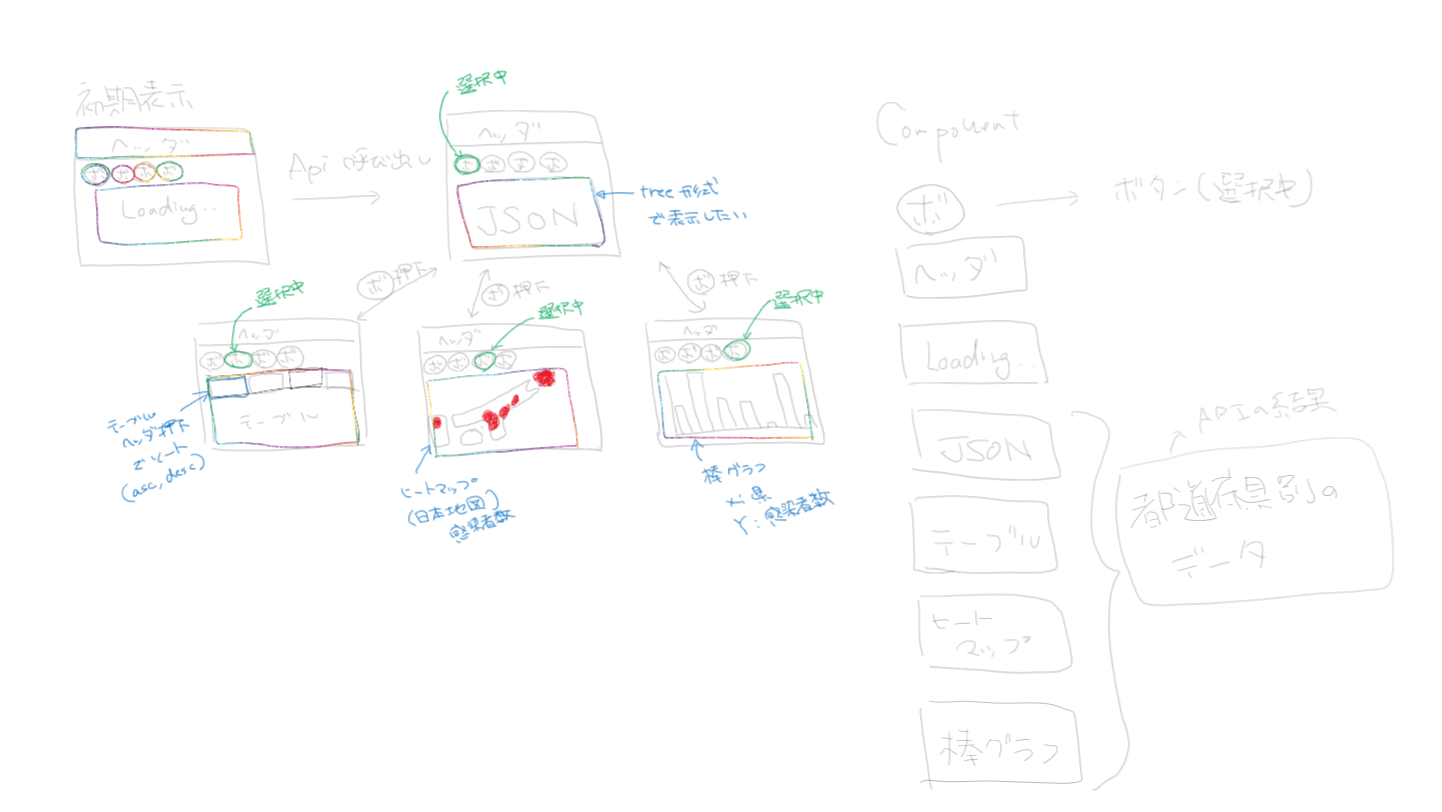 初期表示
ヘッダ
ボ ボ ボ ボ
Loading...
Api 呼び出し
選択中
ヘッダ
ボ ボ ボ ボ
JSON
tree 形式
で表示したい
ボ 押下
ボ 押下
ボ 押下
選択中
ヘッダ
ボ ボ ボ ボ
テーブル
テーブル
ヘッダ押下
でソート
(asc, desc)
選択中
ヘッダ
ボ ボ ボ ボ
ヒートマップ
(日本地図)
感染者数
選択中
ヘッダ
ボ ボ ボ ボ
棒グラフ
X: 県
Y: 感染者数
Component
ボ
ボタン(選択中)
ヘッダ
Loading...
JSON
テーブル
ヒート
マップ
棒グラフ
APIの結果
都道府県別の
データ